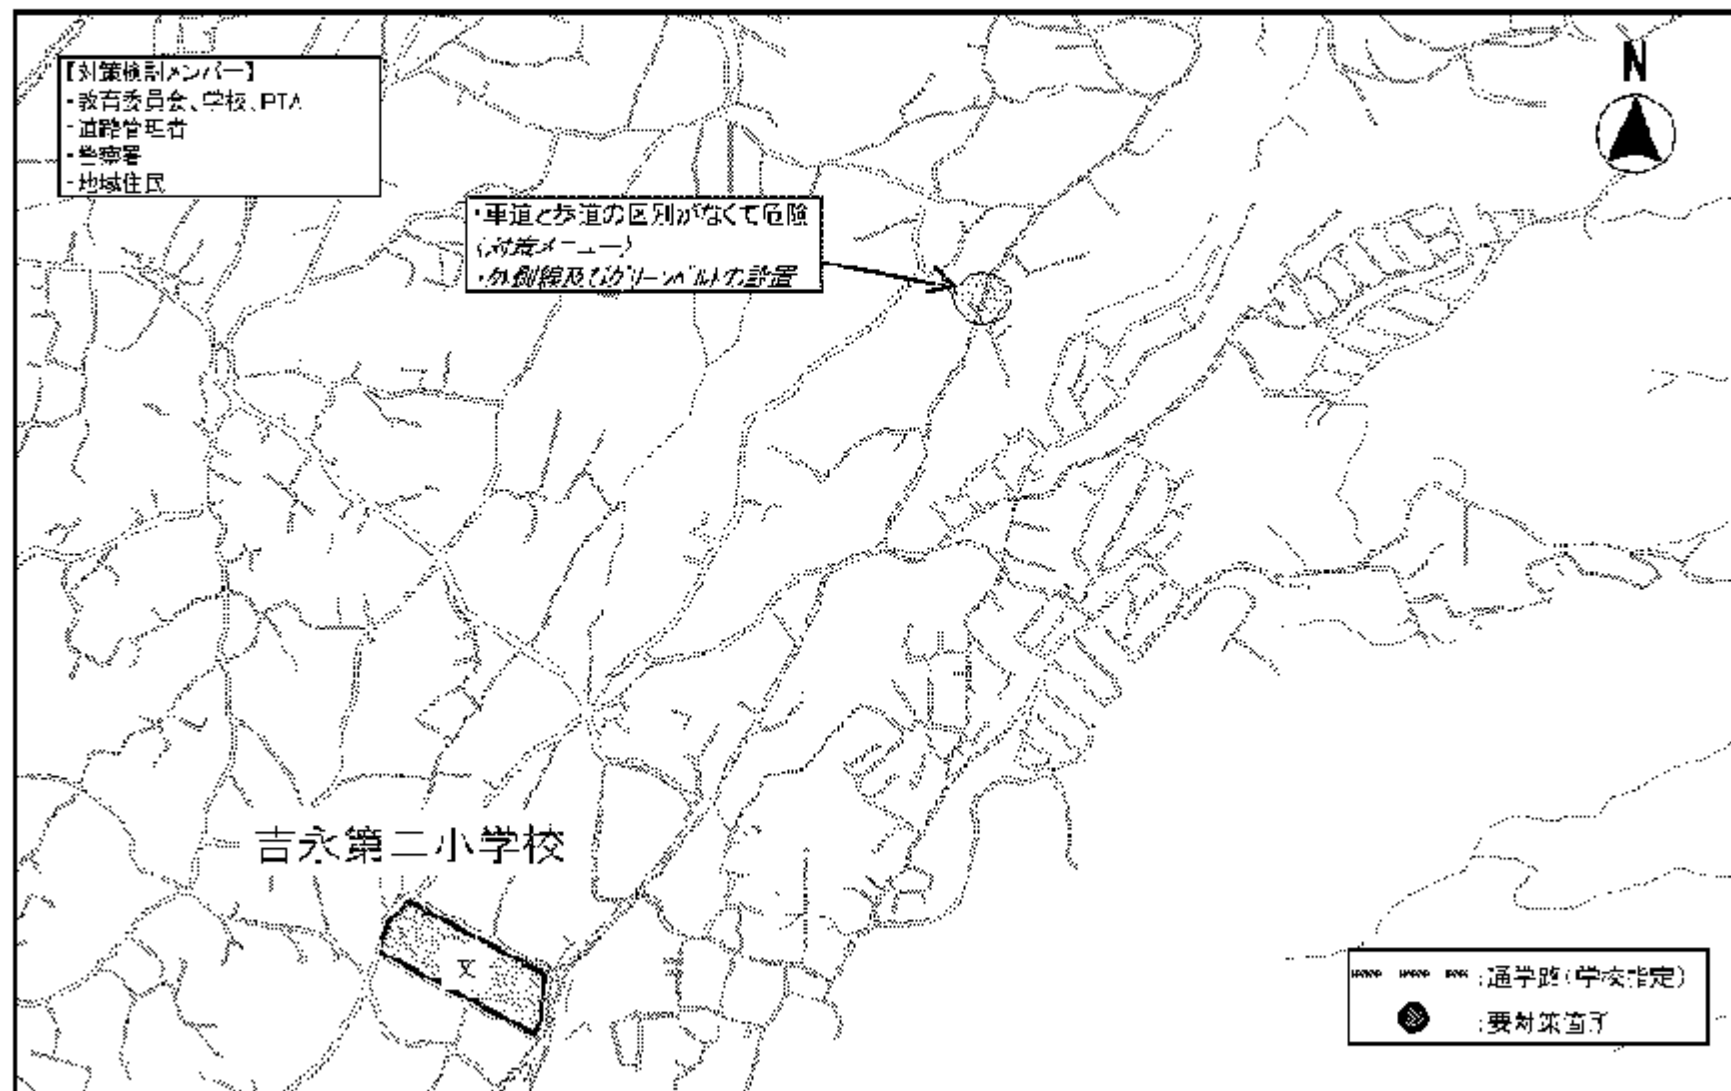 【対策検討メンバー】
・教育委員会、学校、PTA
・道路管理者
・警察署
・地域住民
N
・車道と歩道の区別がなくて危険
(対策メニュー)
・外側線及びグリーンベルトの設置
吉永第二小学校
文
:通学路(学校指定)
:要対策箇所